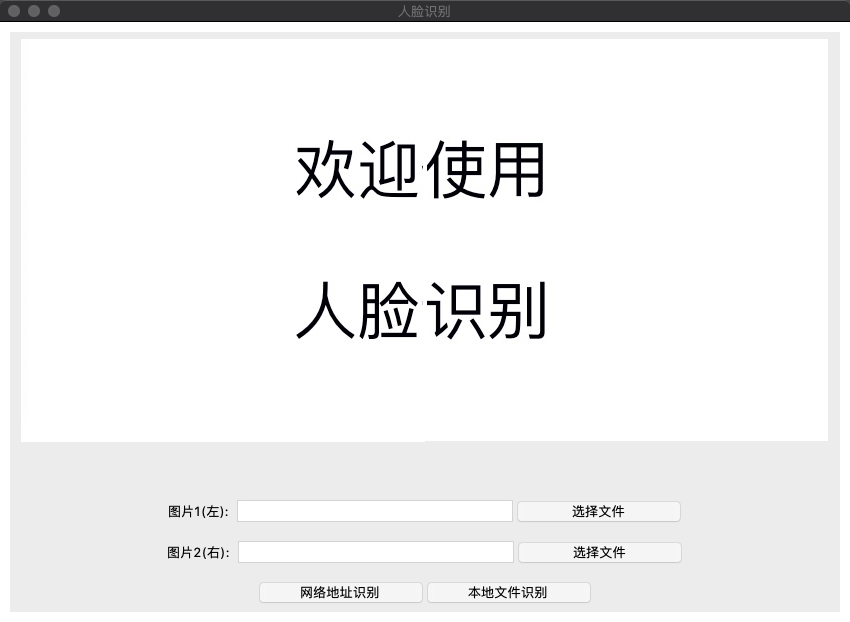 人脸识别
欢迎使用
人脸识别
图片1(左): 选择文件
图片2(右): 选择文件
网络地址识别 本地文件识别